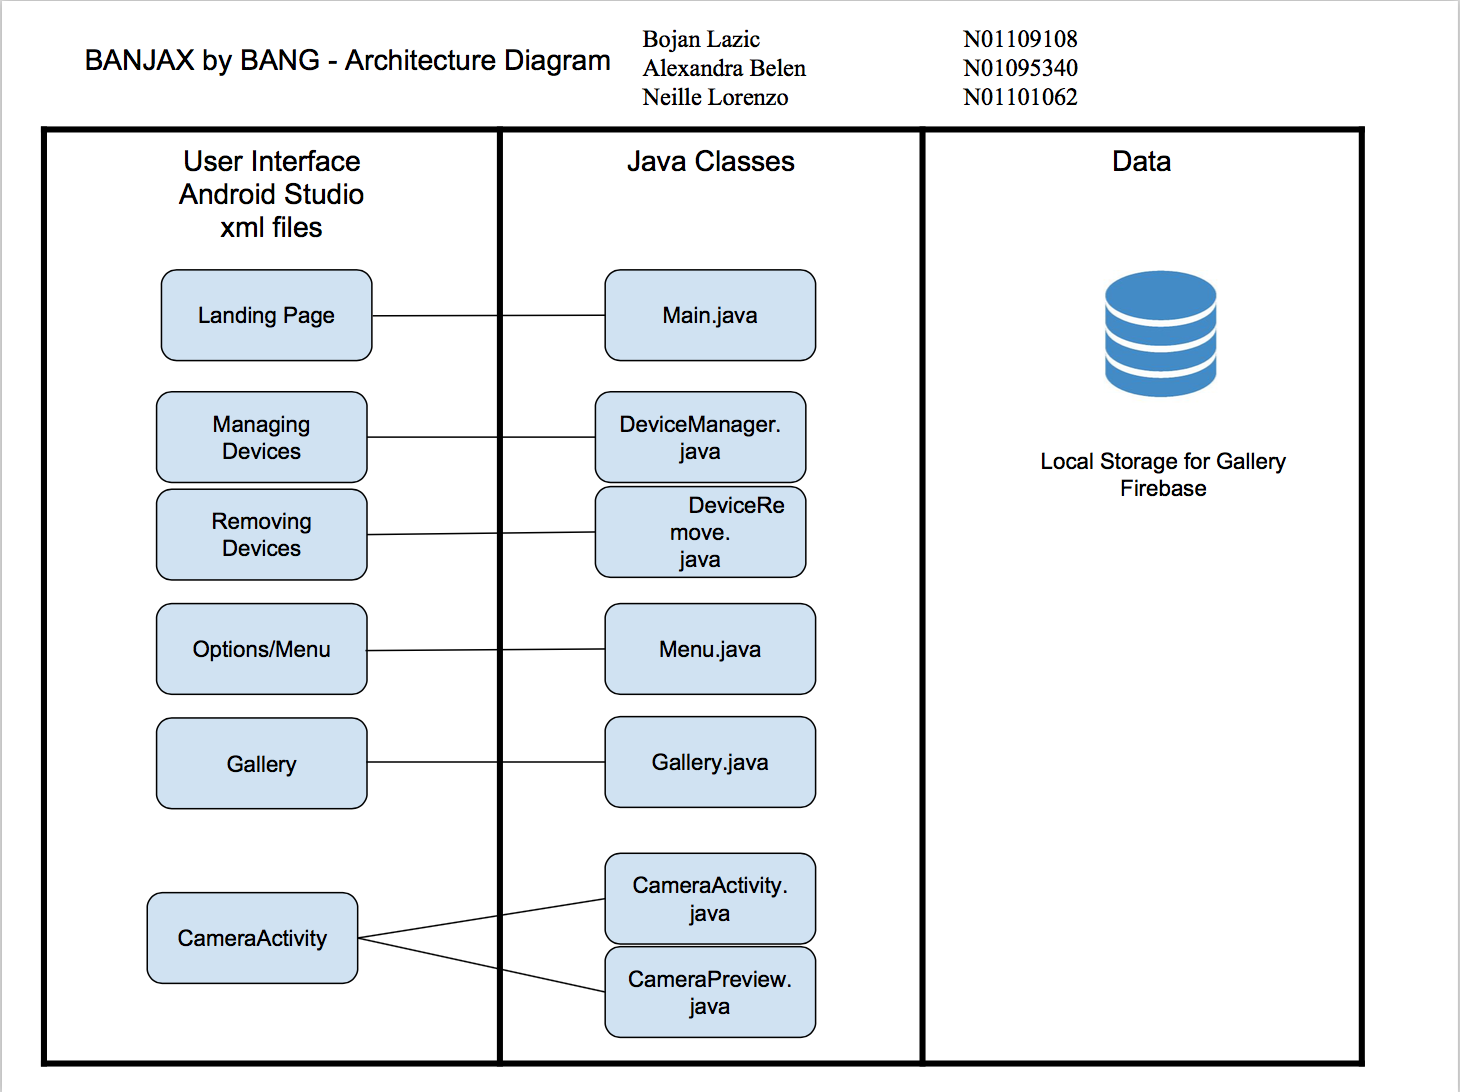 BANJAX by BANG - Architecture Diagram
Bojan Lazic N01109108
Alexandra Belen N01095340
Neille Lorenzo N01101062
User Interface
Android Studio
xml files
Java Classes
Data
Landing Page
Main.java
Managing
Devices
DeviceManager.
java
Removing
Devices
DeviceRe
move.
java
Options/Menu
Menu.java
Gallery
Gallery.java
CameraActivity
CameraActivity.
java
CameraPreview.
java
Local Storage for Gallery
Firebase